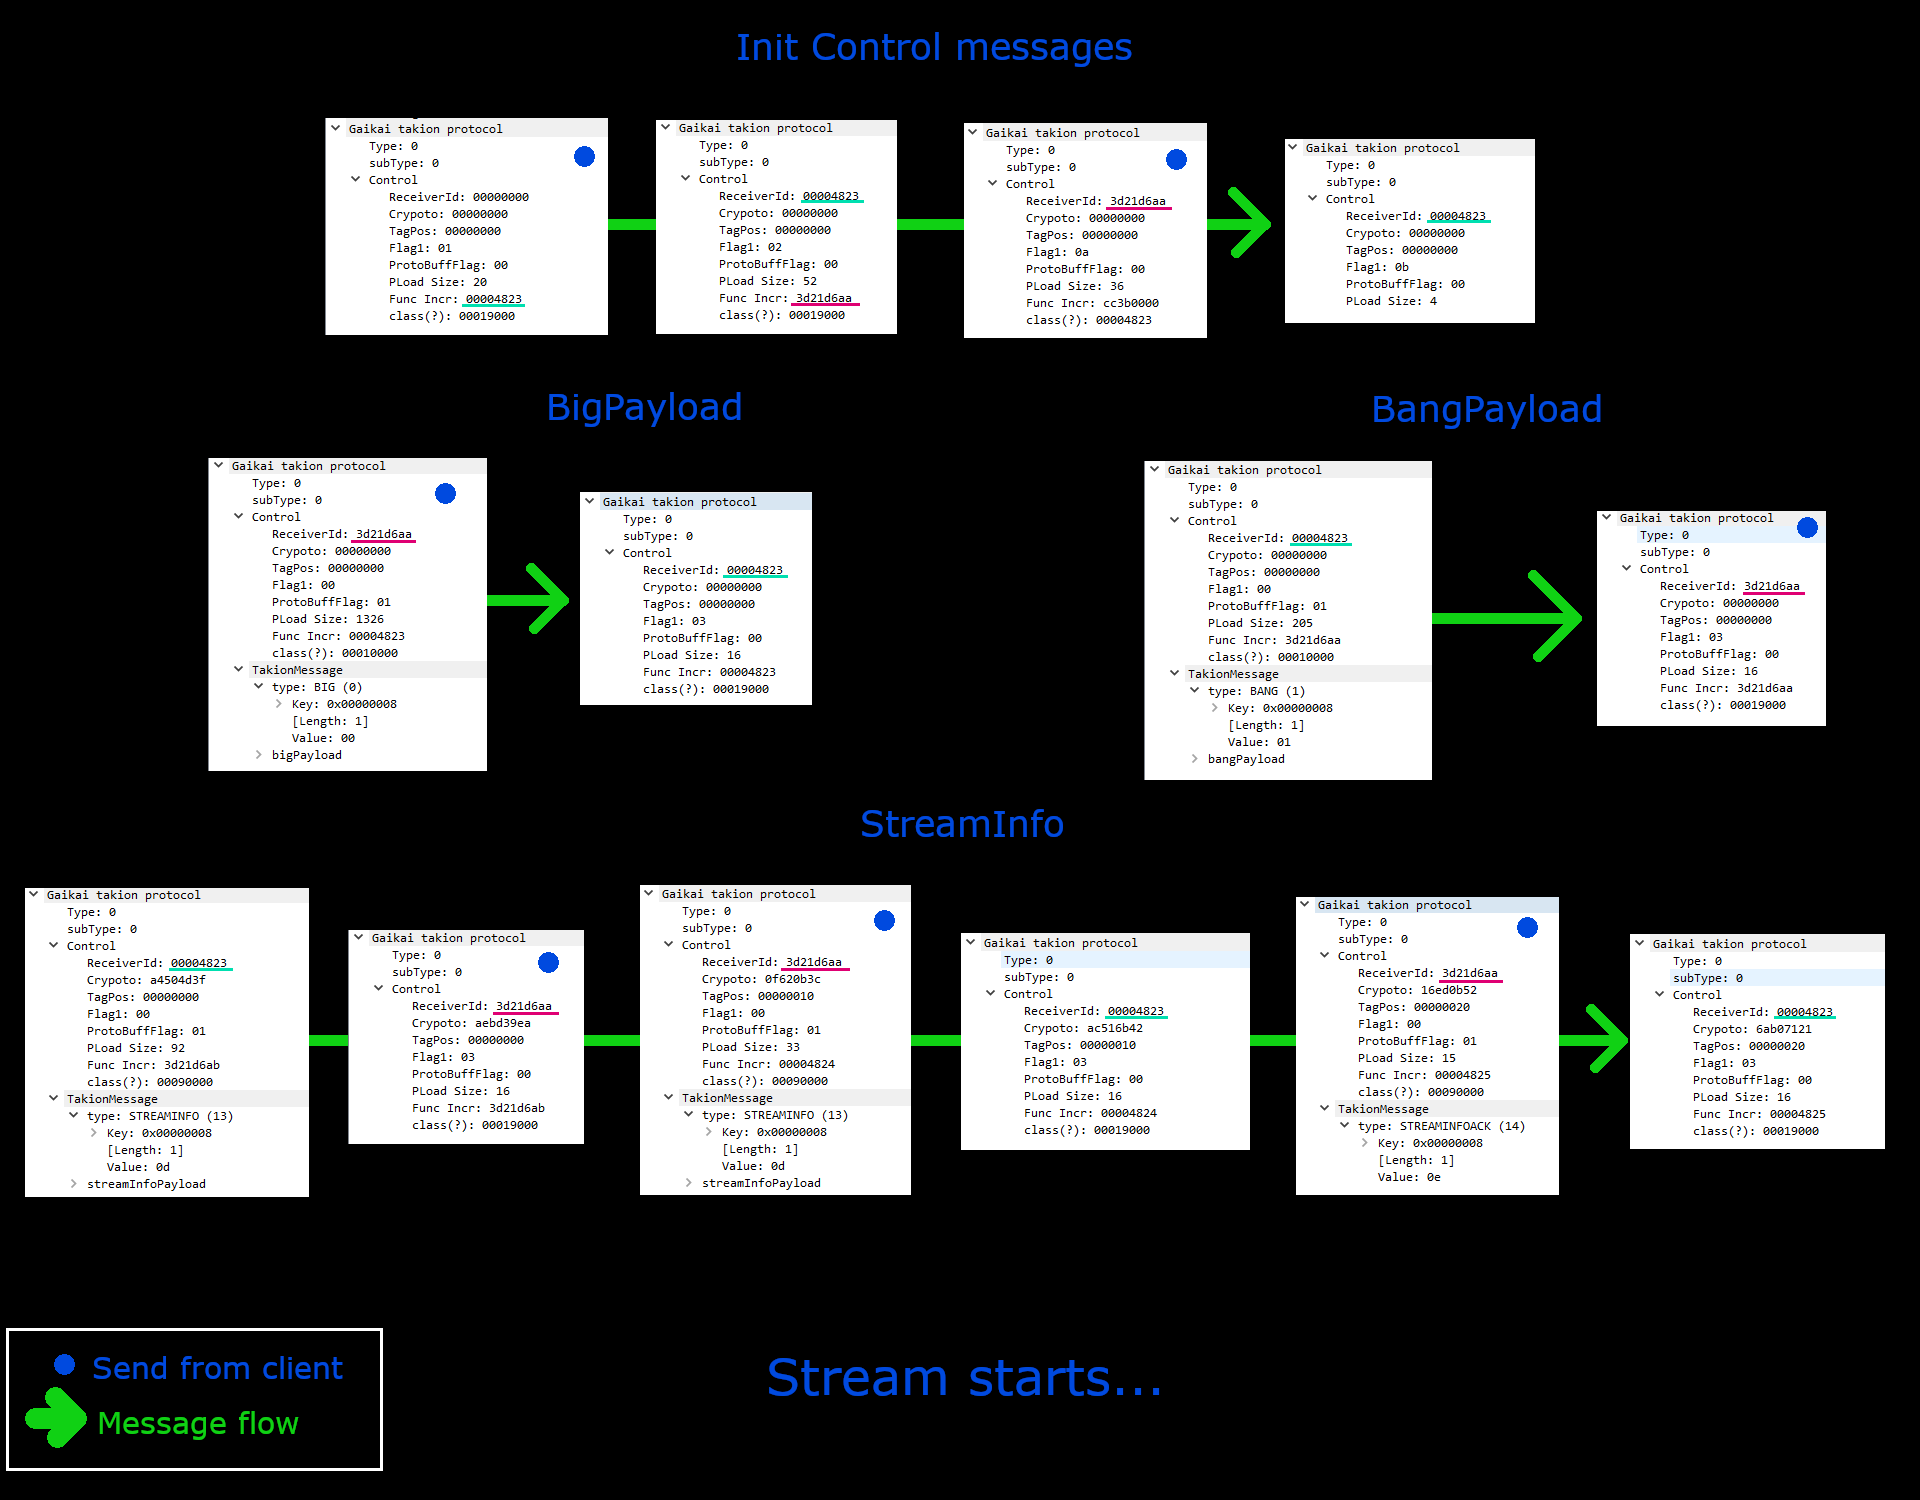 Init Control messages
Gaikai takion protocol
Type: 0
subType: 0
Control
ReceiverId: 00000000
Crypoto: 00000000
TagPos: 00000000
Flag1: 01
ProtoBuffFlag: 00
PLoad Size: 20
Func Incr: 00004823
class(?): 00019000
Gaikai takion protocol
Type: 0
subType: 0
Control
ReceiverId: 00004823
Crypoto: 00000000
TagPos: 00000000
Flag1: 02
ProtoBuffFlag: 00
PLoad Size: 52
Func Incr: 3d21d6aa
class(?): 00019000
Gaikai takion protocol
Type: 0
subType: 0
Control
ReceiverId: 3d21d6aa
Crypoto: 00000000
TagPos: 00000000
Flag1: 0a
ProtoBuffFlag: 00
PLoad Size: 36
Func Incr: cc3b0000
class(?): 00004823
Gaikai takion protocol
Type: 0
subType: 0
Control
ReceiverId: 00004823
Crypoto: 00000000
TagPos: 00000000
Flag1: 0b
ProtoBuffFlag: 00
PLoad Size: 4
BigPayload
Gaikai takion protocol
Type: 0
subType: 0
Control
ReceiverId: 3d21d6aa
Crypoto: 00000000
TagPos: 00000000
Flag1: 00
ProtoBuffFlag: 01
PLoad Size: 1326
Func Incr: 00004823
class(?): 00010000
TakionMessage
type: BIG (0)
Key: 0x00000008
[Length: 1]
Value: 00
bigPayload
Gaikai takion protocol
Type: 0
subType: 0
Control
ReceiverId: 00004823
Crypoto: 00000000
TagPos: 00000000
Flag1: 03
ProtoBuffFlag: 00
PLoad Size: 16
Func Incr: 00004823
class(?): 00019000
BangPayload
Gaikai takion protocol
Type: 0
subType: 0
Control
ReceiverId: 00004823
Crypoto: 00000000
TagPos: 00000000
Flag1: 00
ProtoBuffFlag: 01
PLoad Size: 205
Func Incr: 3d21d6aa
class(?): 00010000
TakionMessage
type: BANG (1)
Key: 0x00000008
[Length: 1]
Value: 01
bangPayload
Gaikai takion protocol
Type: 0
subType: 0
Control
ReceiverId: 3d21d6aa
Crypoto: 00000000
TagPos: 00000000
Flag1: 03
ProtoBuffFlag: 00
PLoad Size: 16
Func Incr: 3d21d6aa
class(?): 00019000
StreamInfo
Gaikai takion protocol
Type: 0
subType: 0
Control
ReceiverId: 00004823
Crypoto: a4504d3f
TagPos: 00000000
Flag1: 00
ProtoBuffFlag: 01
PLoad Size: 92
Func Incr: 3d21d6ab
class(?): 00090000
TakionMessage
type: STREAMINFO (13)
Key: 0x00000008
[Length: 1]
Value: 0d
streamInfoPayload
Gaikai takion protocol
Type: 0
subType: 0
Control
ReceiverId: 3d21d6aa
Crypoto: aebd39ea
TagPos: 00000000
Flag1: 03
ProtoBuffFlag: 00
PLoad Size: 16
Func Incr: 3d21d6ab
class(?): 00019000
Gaikai takion protocol
Type: 0
subType: 0
Control
ReceiverId: 3d21d6aa
Crypoto: 0f620b3c
TagPos: 00000010
Flag1: 00
ProtoBuffFlag: 01
PLoad Size: 33
Func Incr: 00004824
class(?): 00090000
TakionMessage
type: STREAMINFO (13)
Key: 0x00000008
[Length: 1]
Value: 0d
streamInfoPayload
Gaikai takion protocol
Type: 0
subType: 0
Control
ReceiverId: 00004823
Crypoto: ac516b42
TagPos: 00000010
Flag1: 03
ProtoBuffFlag: 00
PLoad Size: 16
Func Incr: 00004824
class(?): 00019000
Gaikai takion protocol
Type: 0
subType: 0
Control
ReceiverId: 3d21d6aa
Crypoto: 16ed0b52
TagPos: 00000020
Flag1: 00
ProtoBuffFlag: 01
PLoad Size: 15
Func Incr: 00004825
class(?): 00090000
TakionMessage
type: STREAMINFOACK (14)
Key: 0x00000008
[Length: 1]
Value: 0e
Gaikai takion protocol
Type: 0
subType: 0
Control
ReceiverId: 00004823
Crypoto: 6ab07121
TagPos: 00000020
Flag1: 03
ProtoBuffFlag: 00
PLoad Size: 16
Func Incr: 00004825
class(?): 00019000
Send from client
Message flow
Stream starts...